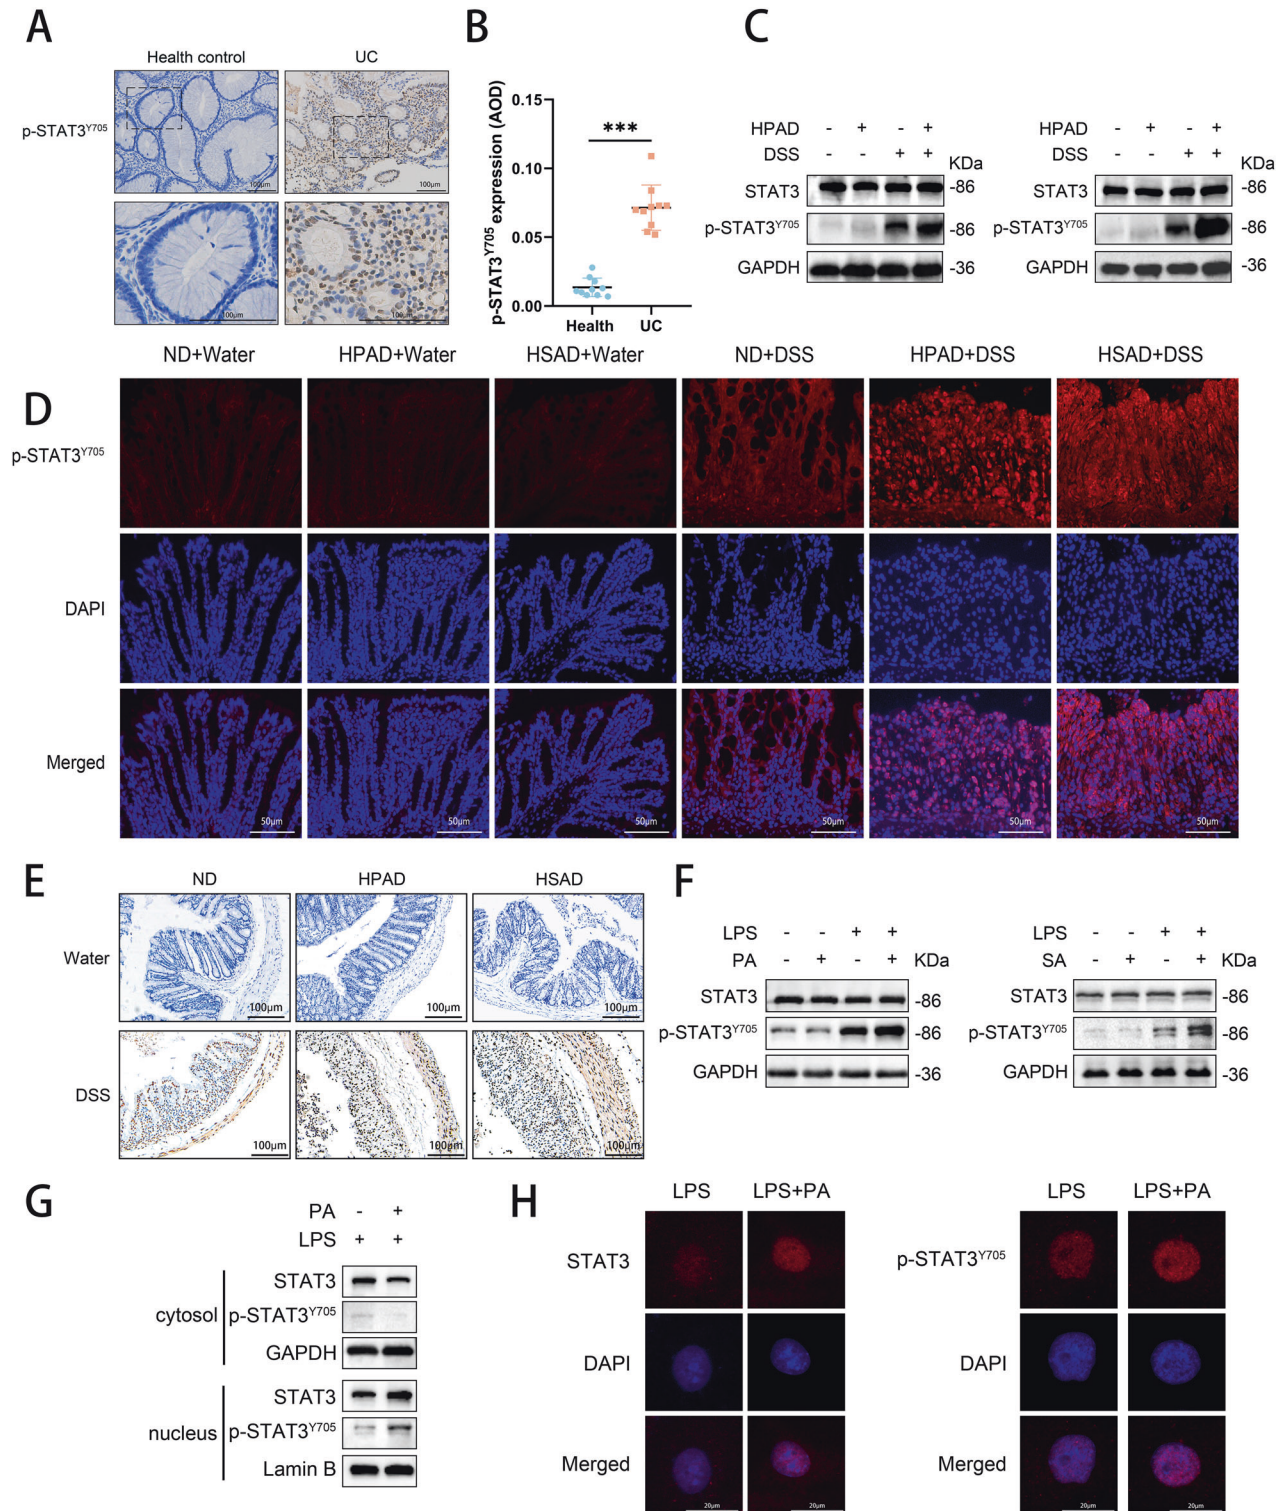 A
Health control
UC
p-STAT3Y705
100μm
100μm
100μm
100μm
B
p-STAT3Y705 expression (AOD)
0.15
0.10
0.05
0.00
***
Health
UC
C
HPAD - + - +
DSS - - + +
KDa
STAT3 -86
p-STAT3Y705 -86
GAPDH -36
HPAD - + - +
DSS - - + +
KDa
STAT3 -86
p-STAT3Y705 -86
GAPDH -36
D
ND+Water HPAD+Water HSAD+Water ND+DSS HPAD+DSS HSAD+DSS
p-STAT3Y705
DAPI
Merged
50μm 50μm 50μm 50μm 50μm 50μm
E
ND HPAD HSAD
Water
100μm 100μm 100μm
DSS
100μm 100μm 100μm
F
LPS - - + +
PA - + - + KDa
STAT3 -86
p-STAT3Y705 -86
GAPDH -36
LPS - - + +
SA - + - + KDa
STAT3 -86
p-STAT3Y705 -86
GAPDH -36
G
PA - +
LPS + +
cytosol
STAT3
p-STAT3Y705
GAPDH
nucleus
STAT3
p-STAT3Y705
Lamin B
H
LPS LPS+PA
STAT3
DAPI
Merged
20μm 20μm
LPS LPS+PA
p-STAT3Y705
DAPI
Merged
20μm 20μm